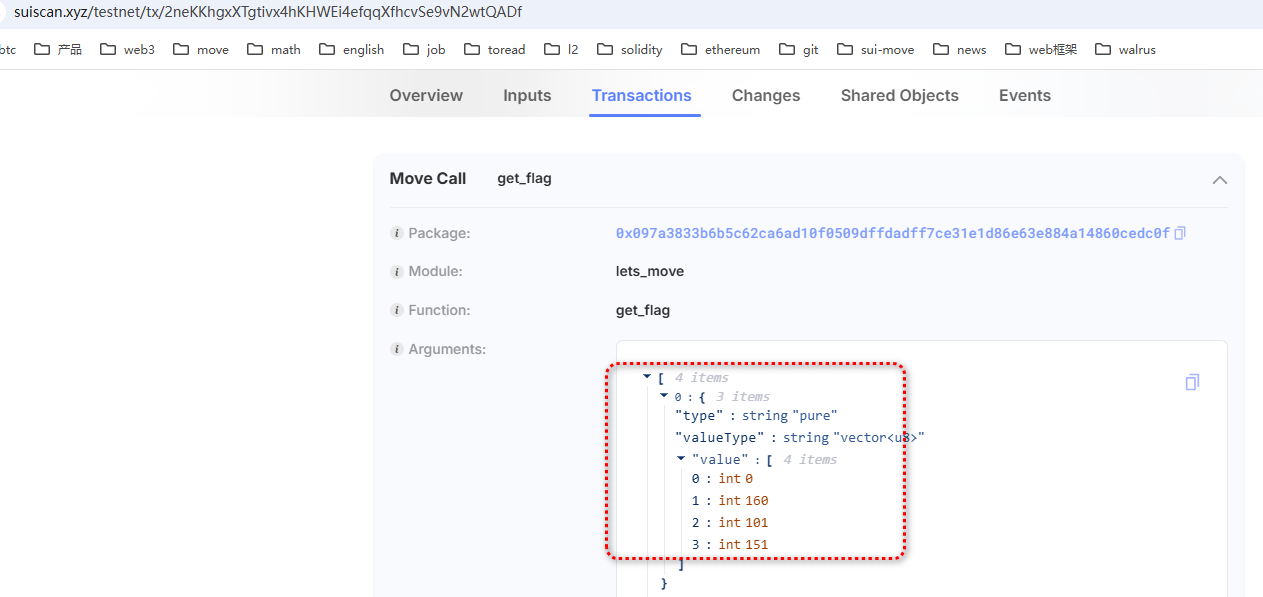 suiscan.xyz/testnet/tx/2neKKhgxXTgtivx4hKHWEi4efqqXfhcvSe9vN2wtQADf
btc 产品 web3 move math english job toread l2 solidity ethereum git sui-move news web框架 walrus
Overview Inputs Transactions Changes Shared Objects Events
Move Call get_flag
i Package: 0x097a3833b6b5c62ca6ad10f0509dffdadff7ce31e1d86e63e884a14860cedc0f
i Module: lets_move
i Function: get_flag
i Arguments:
[ 4 items
0 : { 3 items
"type" : string "pure"
"valueType" : string "vector<u8>"
"value" : [ 4 items
0 : int 0
1 : int 160
2 : int 101
3 : int 151
]
}